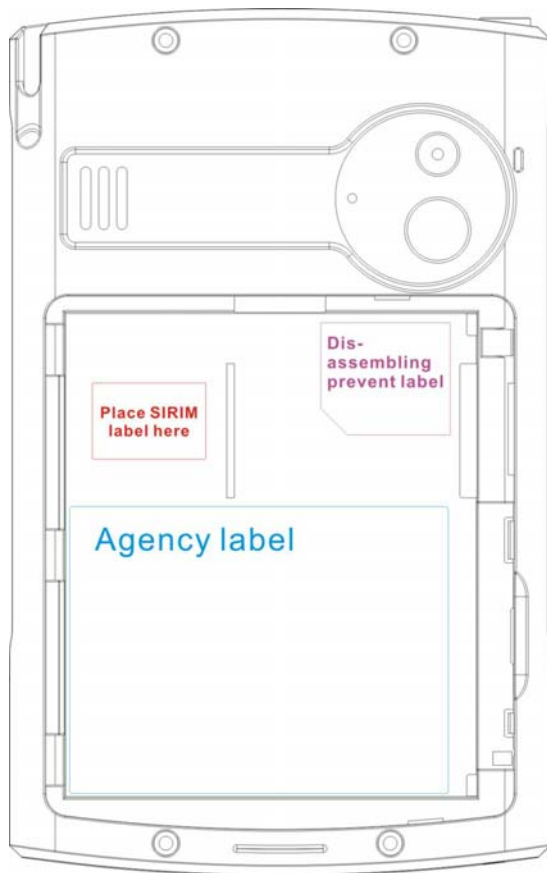 Dis-
assembling
prevent label
Place SIRIM
label here
Agency label